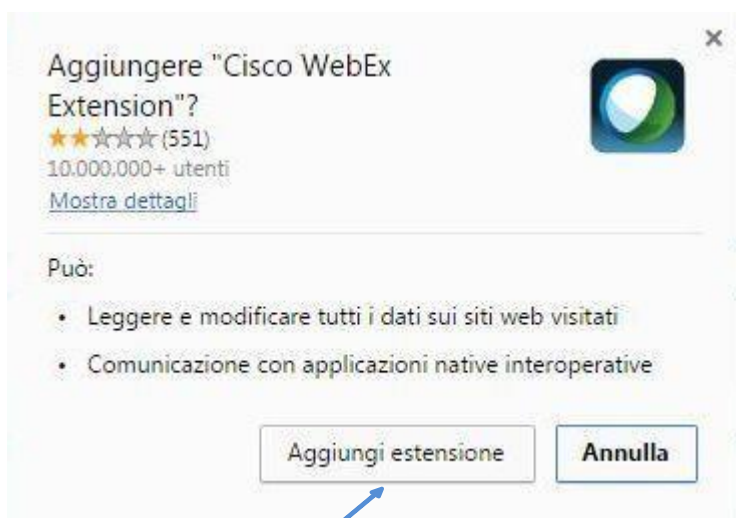 Aggiungere "Cisco WebEx
Extension"?
(551)
10.000.000+ utenti
Mostra dettagli
Può:
• Leggere e modificare tutti i dati sui siti web visitati
• Comunicazione con applicazioni native interoperative
Aggiungi estensione
Annulla